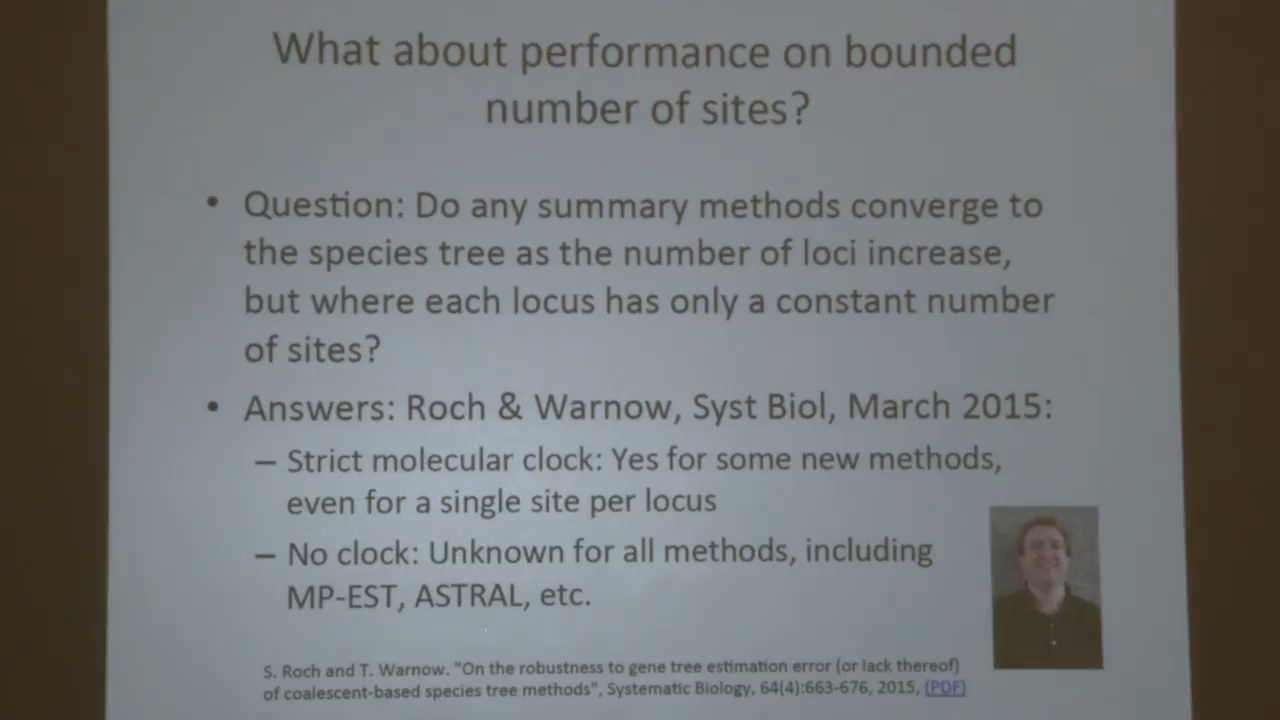 What about performance on bounded
number of sites?
• Question: Do any summary methods converge to
the species tree as the number of loci increase,
but where each locus has only a constant number
of sites?
• Answers: Roch & Warnow, Syst Biol, March 2015:
– Strict molecular clock: Yes for some new methods,
even for a single site per locus
– No clock: Unknown for all methods, including
MP-EST, ASTRAL, etc.
S. Roch and T. Warnow. "On the robustness to gene tree estimation error (or lack thereof)
of coalescent-based species tree methods", Systematic Biology, 64(4):663-676, 2015, (PDF)